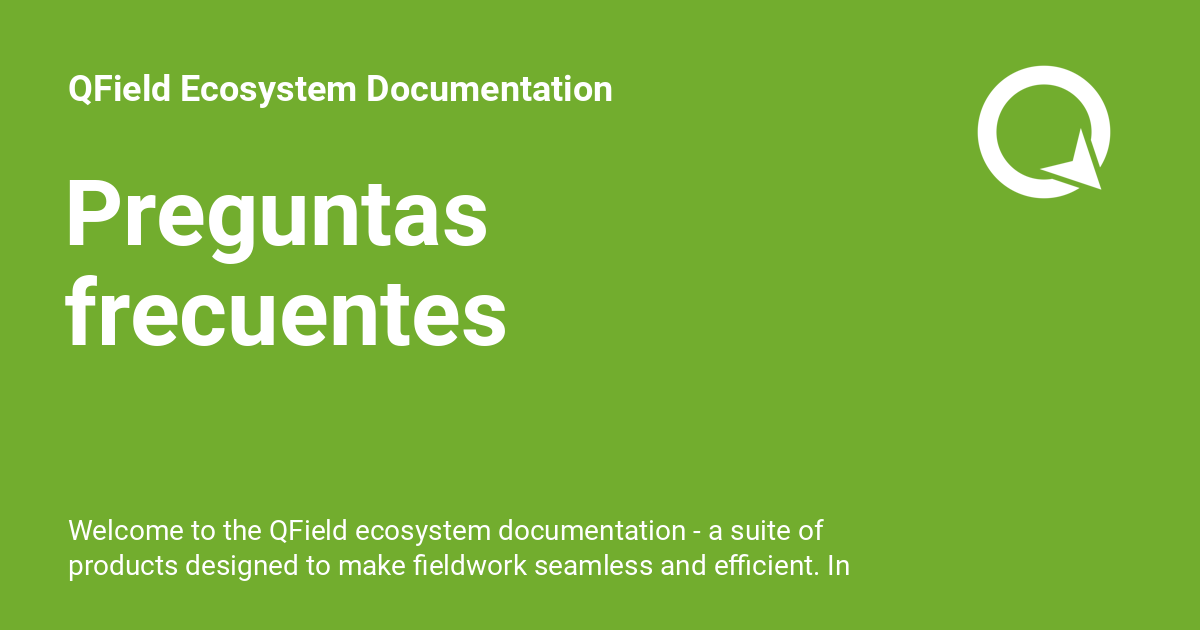 QField Ecosystem Documentation
Preguntas
frecuentes
Welcome to the QField ecosystem documentation - a suite of
products designed to make fieldwork seamless and efficient. In